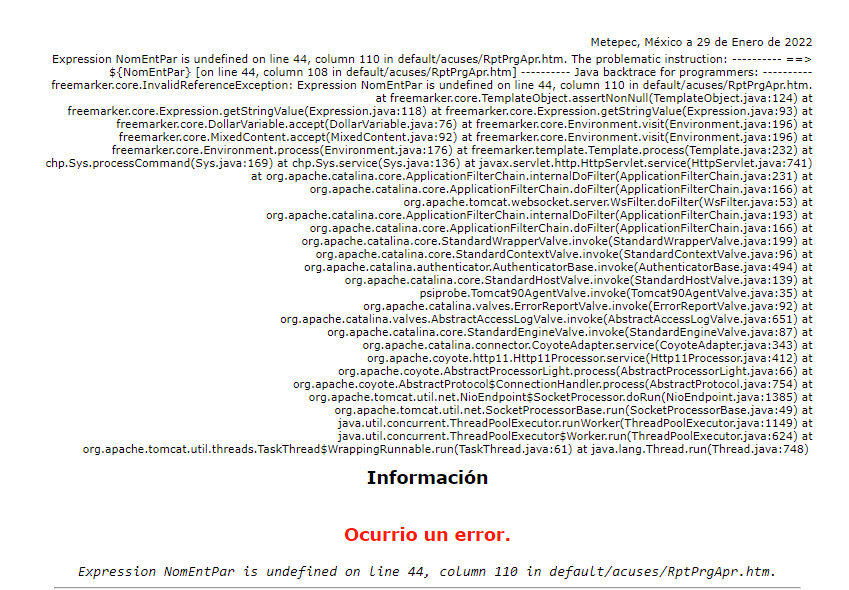 Metepec, México a 29 de Enero de 2022
Expression NomEntPar is undefined on line 44, column 110 in default/acuses/RptPrgApr.htm. The problematic instruction: ---------- ==>
${NomEntPar} [on line 44, column 108 in default/acuses/RptPrgApr.htm] ---------- Java backtrace for programmers: ----------
freemarker.core.InvalidReferenceException: Expression NomEntPar is undefined on line 44, column 110 in default/acuses/RptPrgApr.htm.
at freemarker.core.TemplateObject.assertNonNull(TemplateObject.java:124) at
freemarker.core.Expression.getStringValue(Expression.java:118) at freemarker.core.Expression.getStringValue(Expression.java:93) at
freemarker.core.DollarVariable.accept(DollarVariable.java:76) at freemarker.core.Environment.visit(Environment.java:196) at
freemarker.core.MixedContent.accept(MixedContent.java:92) at freemarker.core.Environment.visit(Environment.java:196) at
freemarker.core.Environment.process(Environment.java:176) at freemarker.template.Template.process(Template.java:232) at
chp.Sys.processCommand(Sys.java:169) at chp.Sys.service(Sys.java:136) at javax.servlet.http.HttpServlet.service(HttpServlet.java:741)
at org.apache.catalina.core.ApplicationFilterChain.internalDoFilter(ApplicationFilterChain.java:231) at
org.apache.catalina.core.ApplicationFilterChain.doFilter(ApplicationFilterChain.java:166) at
org.apache.tomcat.websocket.server.WsFilter.doFilter(WsFilter.java:53) at
org.apache.catalina.core.ApplicationFilterChain.internalDoFilter(ApplicationFilterChain.java:193) at
org.apache.catalina.core.ApplicationFilterChain.doFilter(ApplicationFilterChain.java:166) at
org.apache.catalina.core.StandardWrapperValve.invoke(StandardWrapperValve.java:199) at
org.apache.catalina.core.StandardContextValve.invoke(StandardContextValve.java:96) at
org.apache.catalina.authenticator.AuthenticatorBase.invoke(AuthenticatorBase.java:494) at
org.apache.catalina.core.StandardHostValve.invoke(StandardHostValve.java:139) at
psiprobe.Tomcat90AgentValve.invoke(Tomcat90AgentValve.java:35) at
org.apache.catalina.valves.ErrorReportValve.invoke(ErrorReportValve.java:92) at
org.apache.catalina.valves.AbstractAccessLogValve.invoke(AbstractAccessLogValve.java:651) at
org.apache.catalina.core.StandardEngineValve.invoke(StandardEngineValve.java:87) at
org.apache.catalina.connector.CoyoteAdapter.service(CoyoteAdapter.java:343) at
org.apache.coyote.http11.Http11Processor.service(Http11Processor.java:412) at
org.apache.coyote.AbstractProcessorLight.process(AbstractProcessorLight.java:66) at
org.apache.coyote.AbstractProtocol$ConnectionHandler.process(AbstractProtocol.java:754) at
org.apache.tomcat.util.net.NioEndpoint$SocketProcessor.doRun(NioEndpoint.java:1385) at
org.apache.tomcat.util.net.SocketProcessorBase.run(SocketProcessorBase.java:49) at
java.util.concurrent.ThreadPoolExecutor.runWorker(ThreadPoolExecutor.java:1149) at
java.util.concurrent.ThreadPoolExecutor$Worker.run(ThreadPoolExecutor.java:624) at
org.apache.tomcat.util.threads.TaskThread$WrappingRunnable.run(TaskThread.java:61) at java.lang.Thread.run(Thread.java:748)
Información
Ocurrio un error.
Expression NomEntPar is undefined on line 44, column 110 in default/acuses/RptPrgApr.htm.